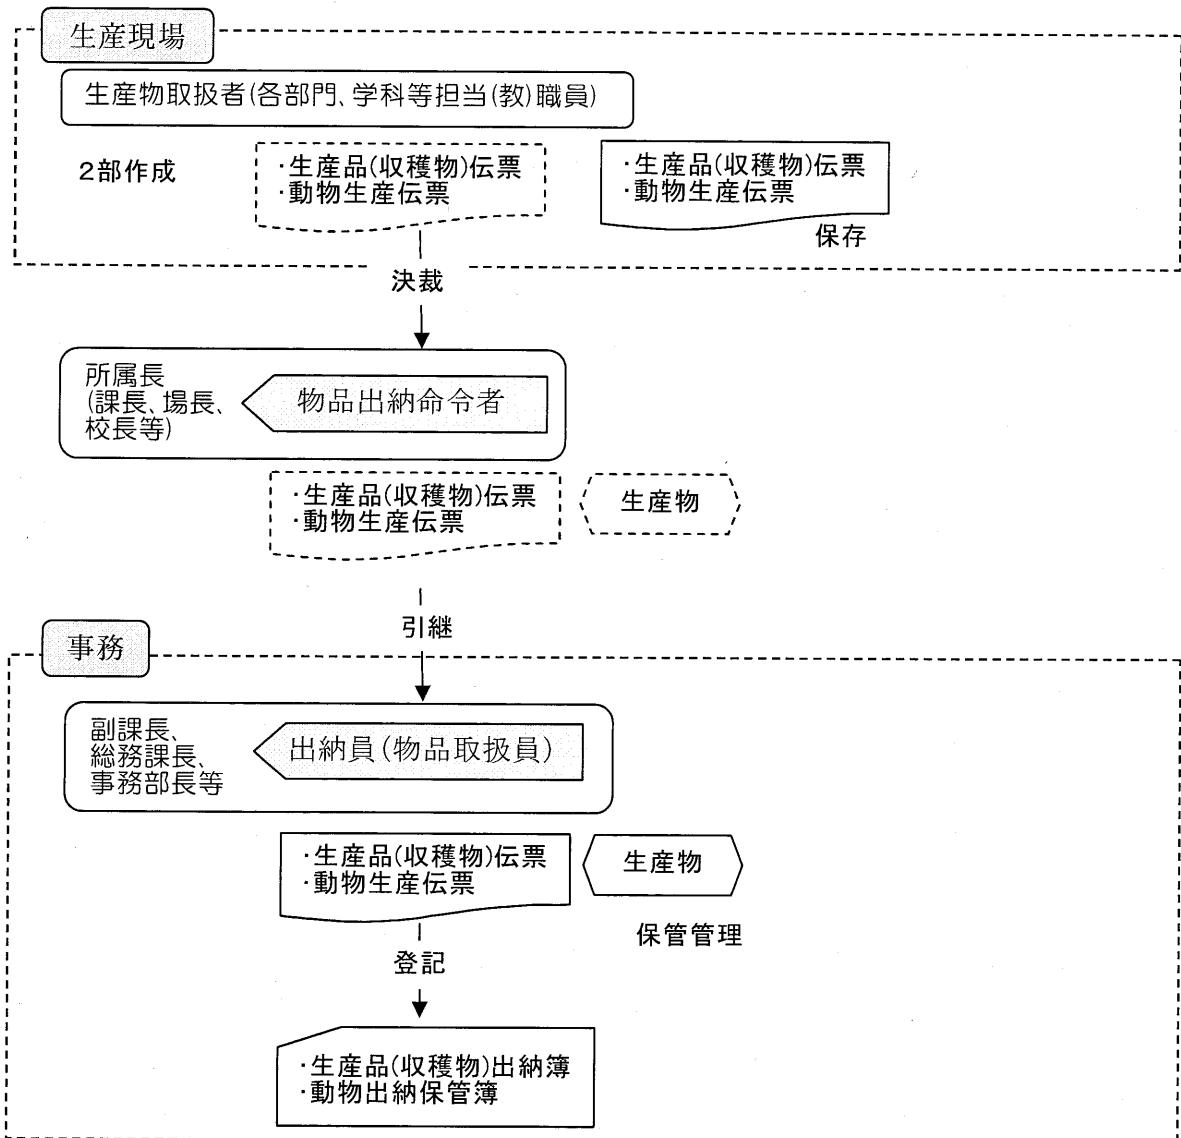 生産現場
生産物取扱者(各部門、学科等担当(教)職員)
2部作成
・生産品(収穫物)伝票
・動物生産伝票
・生産品(収穫物)伝票
・動物生産伝票
保存
決裁
所属長
(課長、場長、
校長等)
物品出納命令者
・生産品(収穫物)伝票
・動物生産伝票
生産物
引継
事務
副課長、
総務課長、
事務部長等
出納員(物品取扱員)
・生産品(収穫物)伝票
・動物生産伝票
生産物
保管管理
登記
・生産品(収穫物)出納簿
・動物出納保管簿